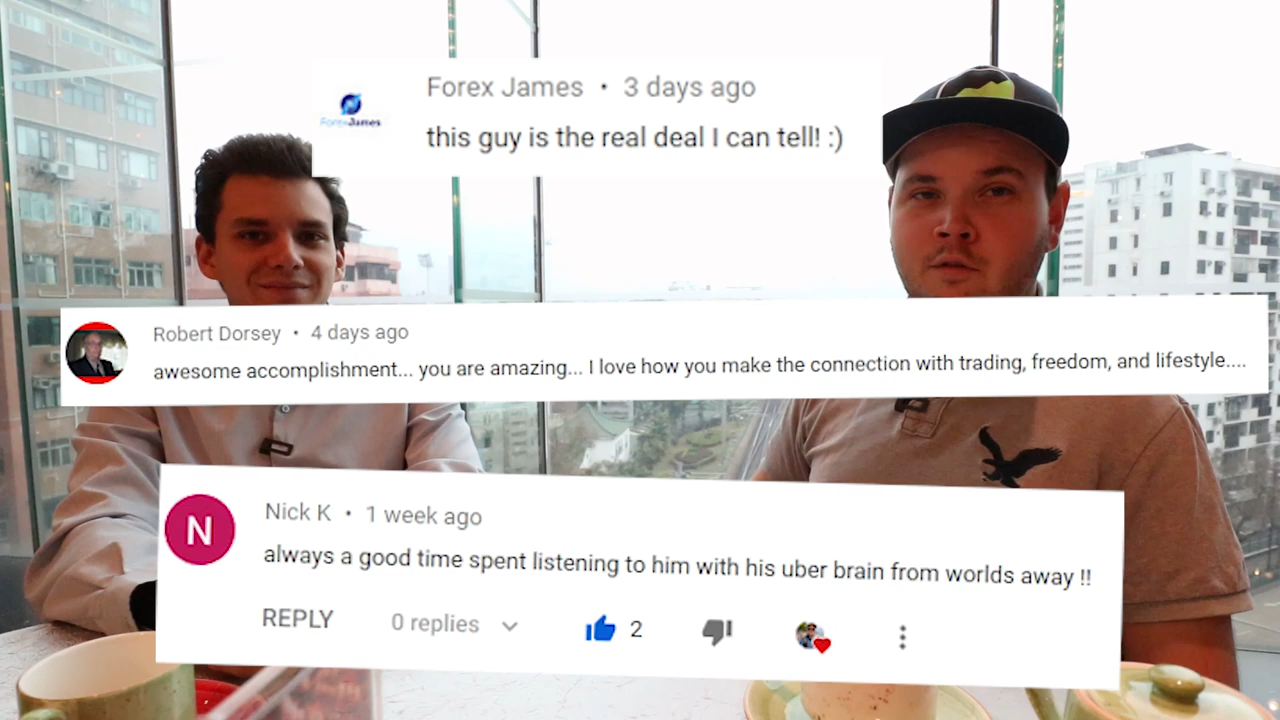 Forex James • 3 days ago
ForexJames
this guy is the real deal I can tell! :)
Robert Dorsey • 4 days ago
awesome accomplishment... you are amazing... I love how you make the connection with trading, freedom, and lifestyle....
N
Nick K • 1 week ago
always a good time spent listening to him with his uber brain from worlds away !!
REPLY 0 replies 2